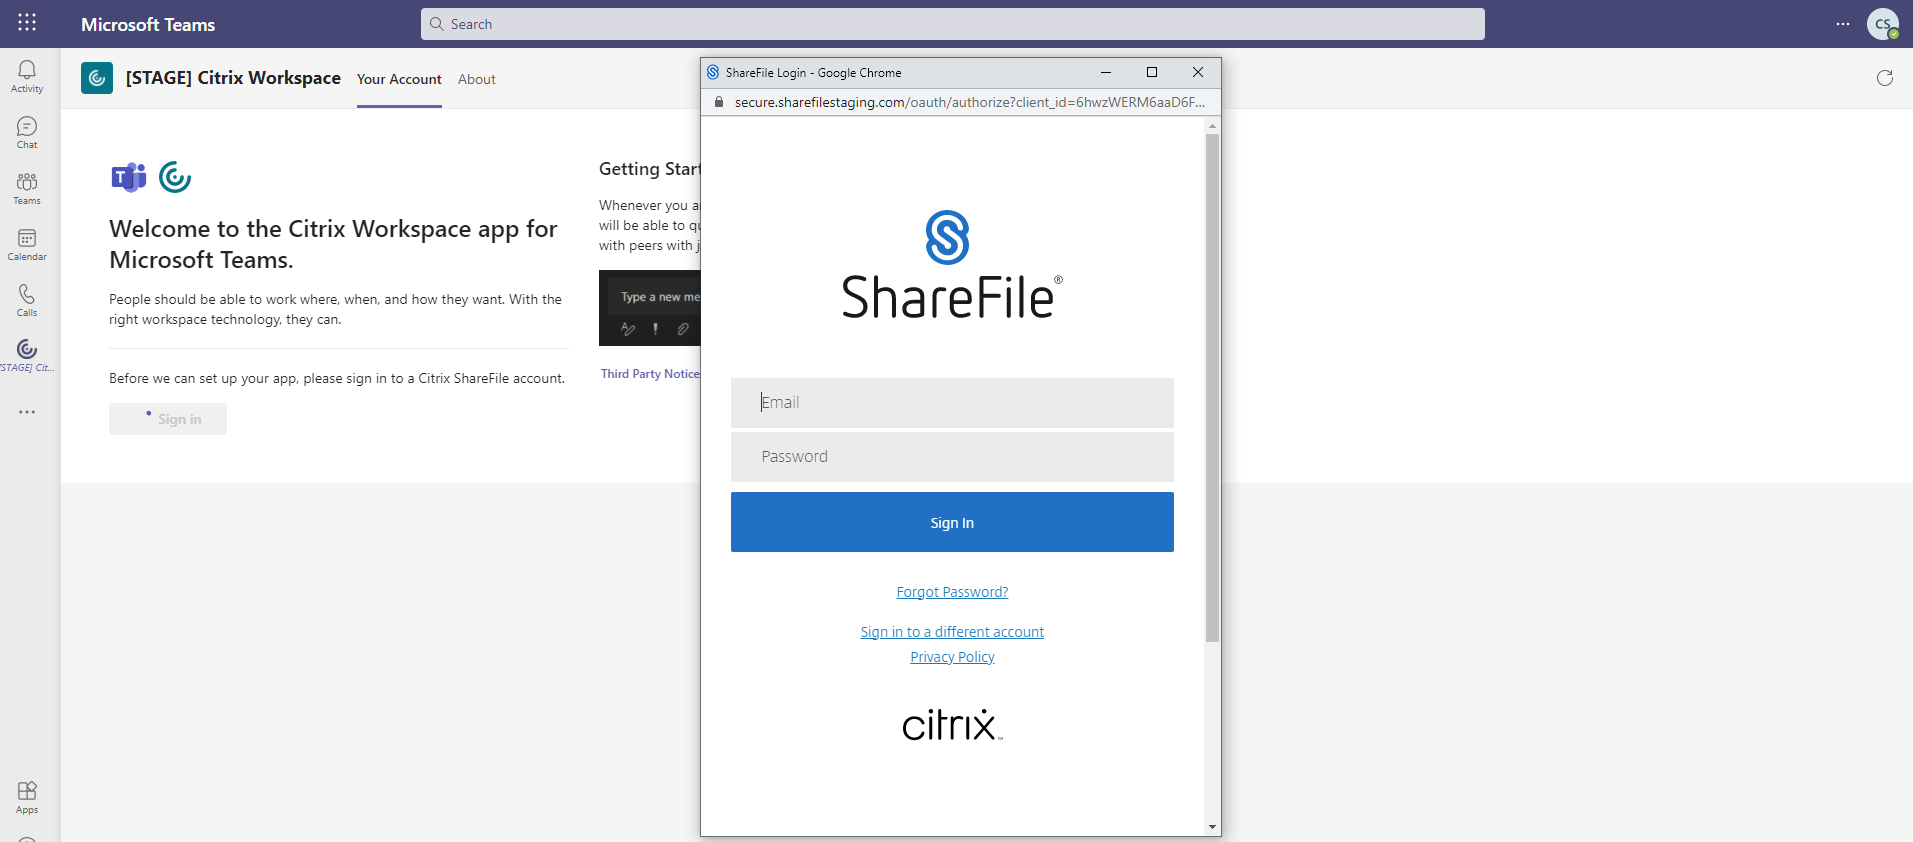 Microsoft Teams
Search
CS
Activity
Chat
Teams
Calendar
Calls
[STAGE] Cit...
Apps
[STAGE] Citrix Workspace
Your Account
About
T
Welcome to the Citrix Workspace app for
Microsoft Teams.
People should be able to work where, when, and how they want. With the
right workspace technology, they can.
Before we can set up your app, please sign in to a Citrix ShareFile account.
Sign in
Getting Start
Whenever you a
will be able to qu
with peers with j
Type a new me
Third Party Notice
ShareFile Login - Google Chrome
secure.sharefilestaging.com/oauth/authorize?client_id=6hwzWERM6aaD6F...
ShareFile®
Email
Password
Sign In
Forgot Password?
Sign in to a different account
Privacy Policy
citrix™